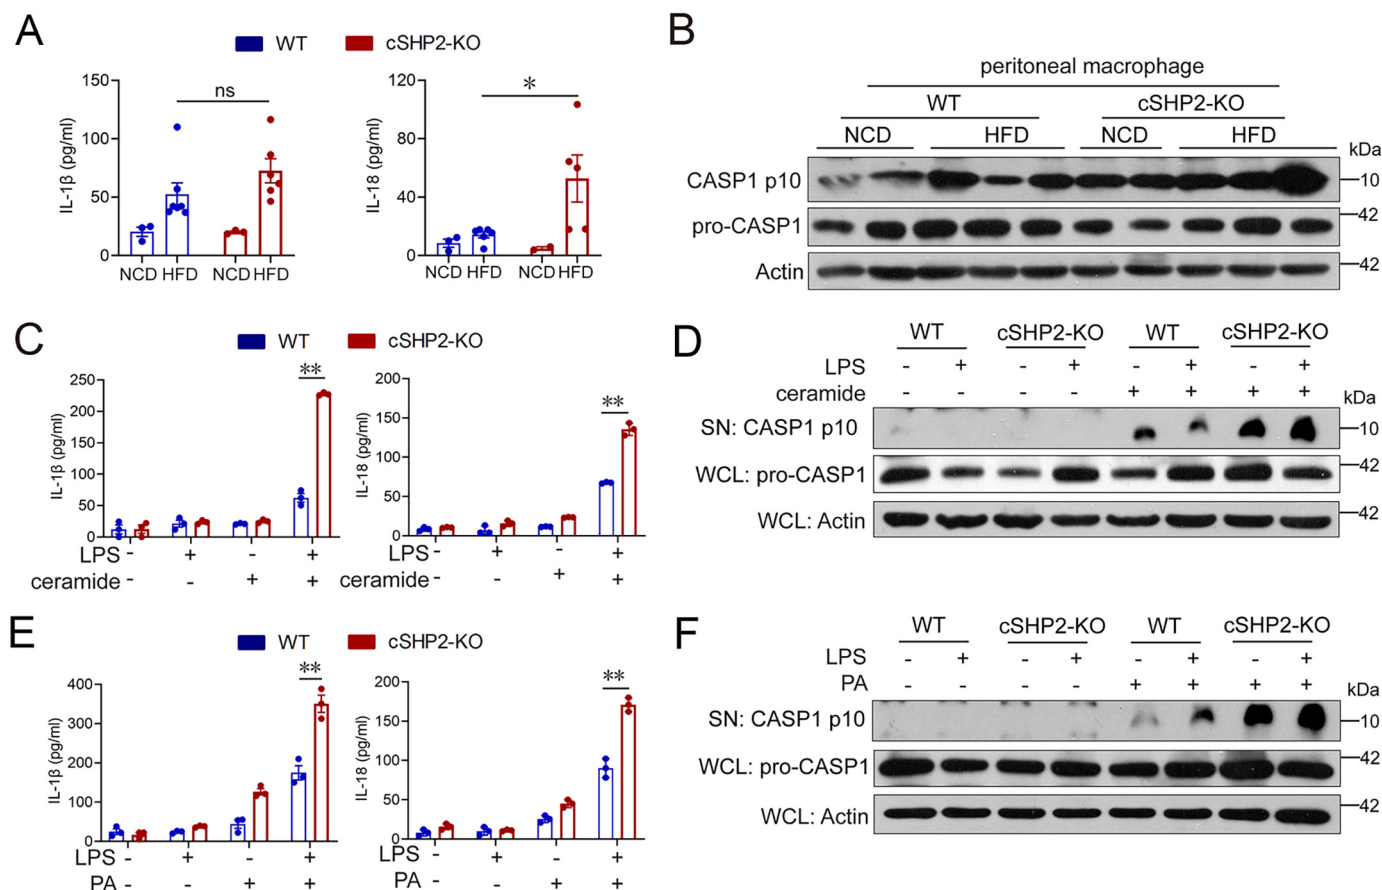 A
WT cSHP2-KO
IL-1β (pg/ml)
150
100
50
0
ns
NCD HFD NCD HFD
IL-18 (pg/ml)
120
80
40
0
*
NCD HFD NCD HFD
B
peritoneal macrophage
WT cSHP2-KO
NCD HFD NCD HFD
kDa
CASP1 p10 10
pro-CASP1 42
Actin 42
C
WT cSHP2-KO
IL-1β (pg/ml)
250
200
150
100
50
0
**
LPS - + - +
ceramide - - + +
IL-18 (pg/ml)
200
150
100
50
0
**
LPS - + - +
ceramide - - + +
D
WT cSHP2-KO WT cSHP2-KO
LPS - + - + - + - +
ceramide - - - - + + + +
kDa
SN: CASP1 p10 10
WCL: pro-CASP1 42
WCL: Actin 42
E
WT cSHP2-KO
IL-1β (pg/ml)
400
300
200
100
0
**
LPS - + - +
PA - - + +
IL-18 (pg/ml)
200
150
100
50
0
**
LPS - + - +
PA - - + +
F
WT cSHP2-KO WT cSHP2-KO
LPS - + - + - + - +
PA - - - - + + + +
kDa
SN: CASP1 p10 10
WCL: pro-CASP1 42
WCL: Actin 42